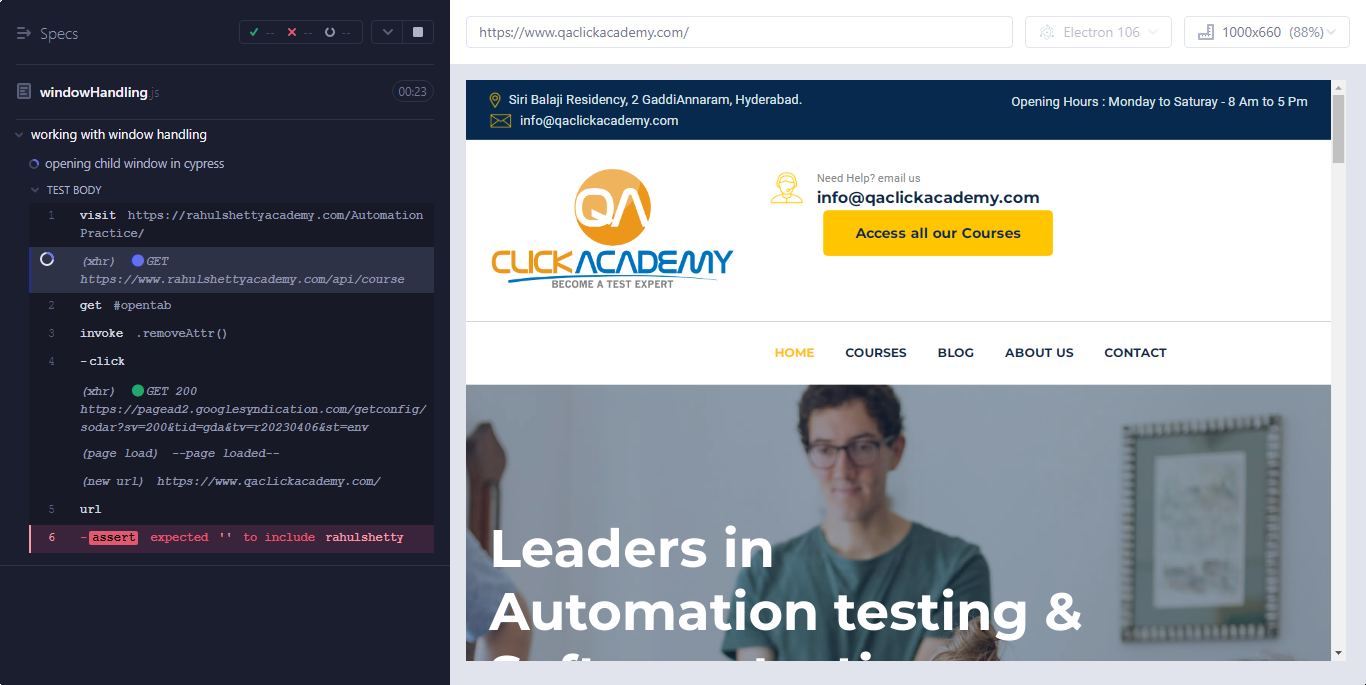 Specs
-- -- --
windowHandling.js
00:23
working with window handling
opening child window in cypress
TEST BODY
1 visit https://rahulshettyacademy.com/Automation
Practice/
(xhr) GET
https://www.rahulshettyacademy.com/api/course
2 get #opentab
3 invoke .removeAttr()
4 -click
(xhr) GET 200
https://pagead2.googlesyndication.com/getconfig/
sodar?sv=200&tid=gda&tv=r20230406&st=env
(page load) --page loaded--
(new url) https://www.qaclickacademy.com/
5 url
6 -assert expected '' to include rahulshetty
https://www.qaclickacademy.com/
Electron 106
1000x660 (88%)
Siri Balaji Residency, 2 GaddiAnnaram, Hyderabad.
info@qaclickacademy.com
Opening Hours : Monday to Saturay - 8 Am to 5 Pm
QA
CLICKACADEMY
BECOME A TEST EXPERT
Need Help? email us
info@qaclickacademy.com
Access all our Courses
HOME COURSES BLOG ABOUT US CONTACT
Leaders in
Automation testing &